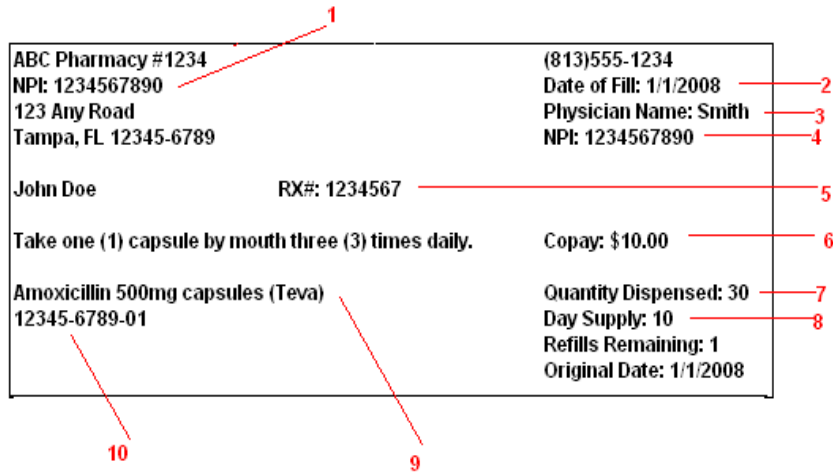 1
ABC Pharmacy #1234 (813)555-1234
NPI: 1234567890 Date of Fill: 1/1/2008 2
123 Any Road Physician Name: Smith 3
Tampa, FL 12345-6789 NPI: 1234567890 4
John Doe RX#: 1234567 5
Take one (1) capsule by mouth three (3) times daily. Copay: $10.00 6
Amoxicillin 500mg capsules (Teva) Quantity Dispensed: 30 7
12345-6789-01 Day Supply: 10 8
Refills Remaining: 1
Original Date: 1/1/2008
10 9